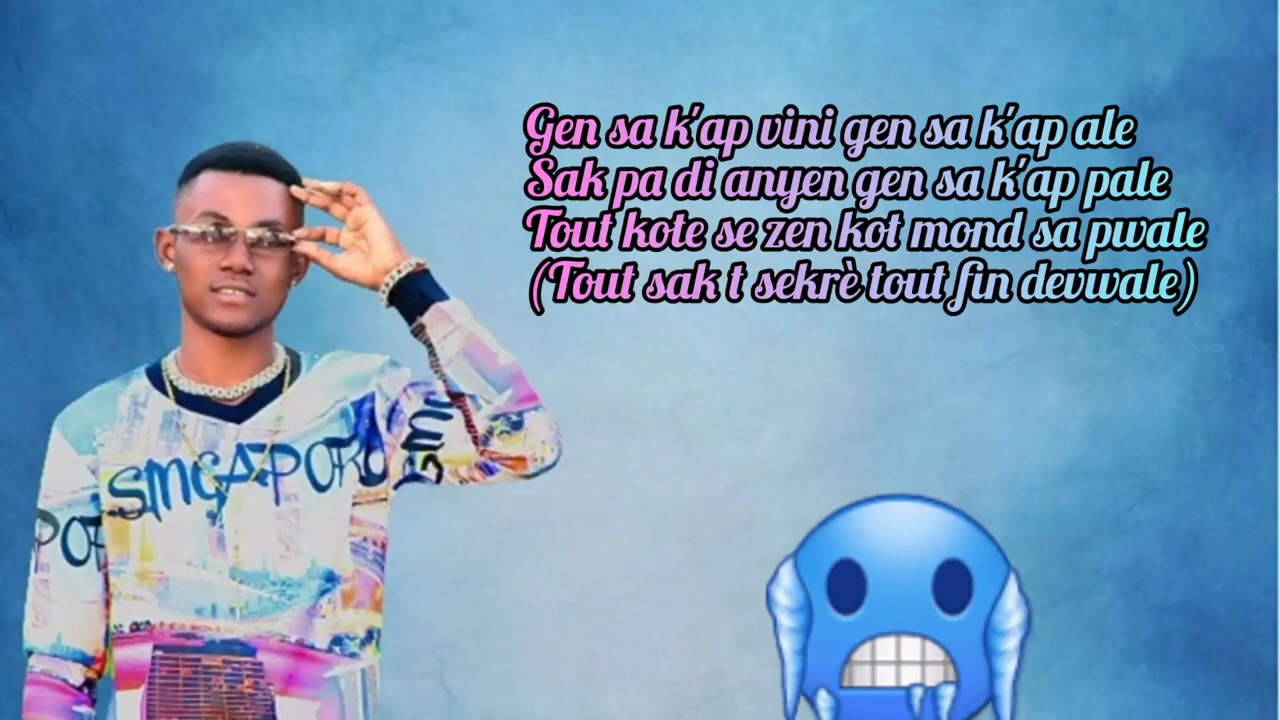 Gen sa k'ap vini gen sa k'ap ale
Sak pa di anyen gen sa k'ap pale
Tout kote se zen kot mond sa pwale
(Tout sak t sekrè tout fin devwale)